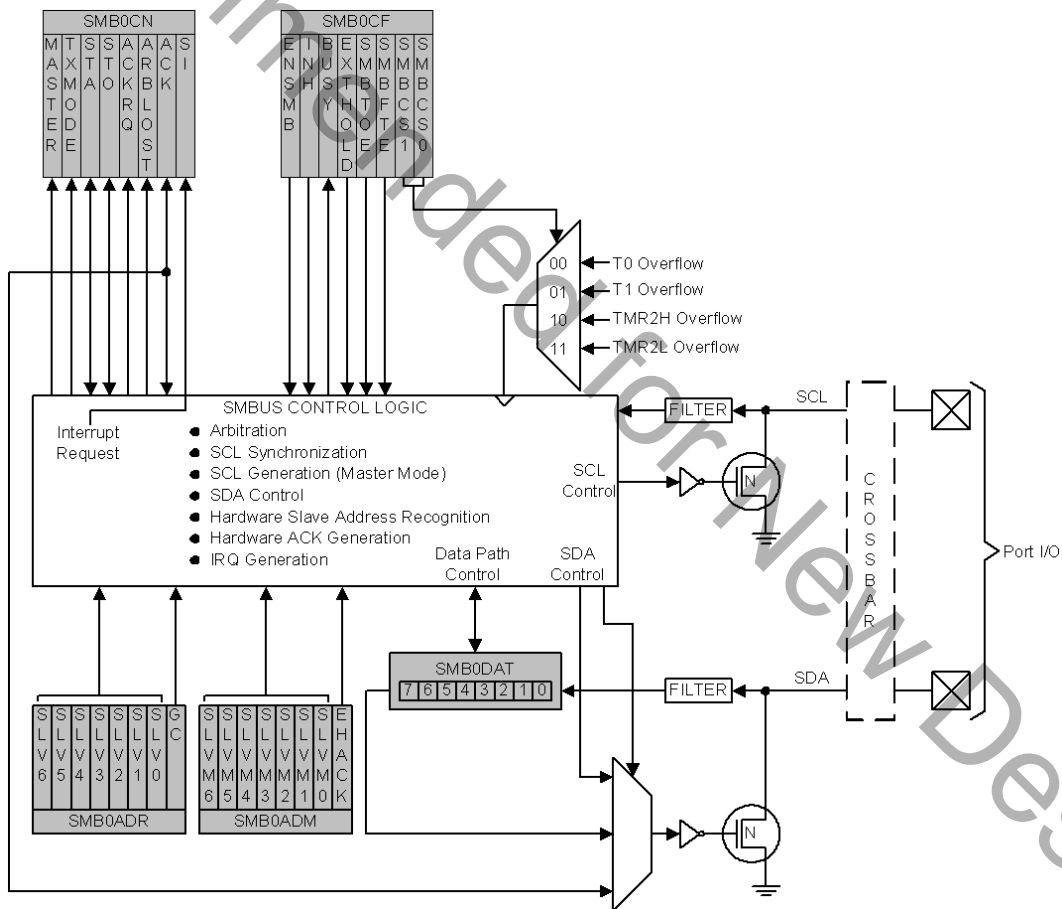 SMB0CN
MASTER
TXMODE
STA
STO
ACKRQ
ARBLOST
ACK
SI
SMB0CF
ENSMB
INH
BUSY
EXTHOLD
SMBTOE
SMBFTE
SMBCS1
SMBCS0
00
T0 Overflow
01
T1 Overflow
10
TMR2H Overflow
11
TMR2L Overflow
SMBUS CONTROL LOGIC
Interrupt
Request
Arbitration
SCL Synchronization
SCL Generation (Master Mode)
SDA Control
Hardware Slave Address Recognition
Hardware ACK Generation
IRQ Generation
SCL
Control
Data Path
Control
SDA
Control
FILTER
SCL
N
CROSSBAR
Port I/O
SMB0DAT
7 6 5 4 3 2 1 0
FILTER
SDA
N
SLV6
SLV5
SLV4
SLV3
SLV2
SLV1
SLV0
GC
SMB0ADR
SLVM6
SLVM5
SLVM4
SLVM3
SLVM2
SLVM1
SLVM0
EHACK
SMB0ADM
mended for New Des